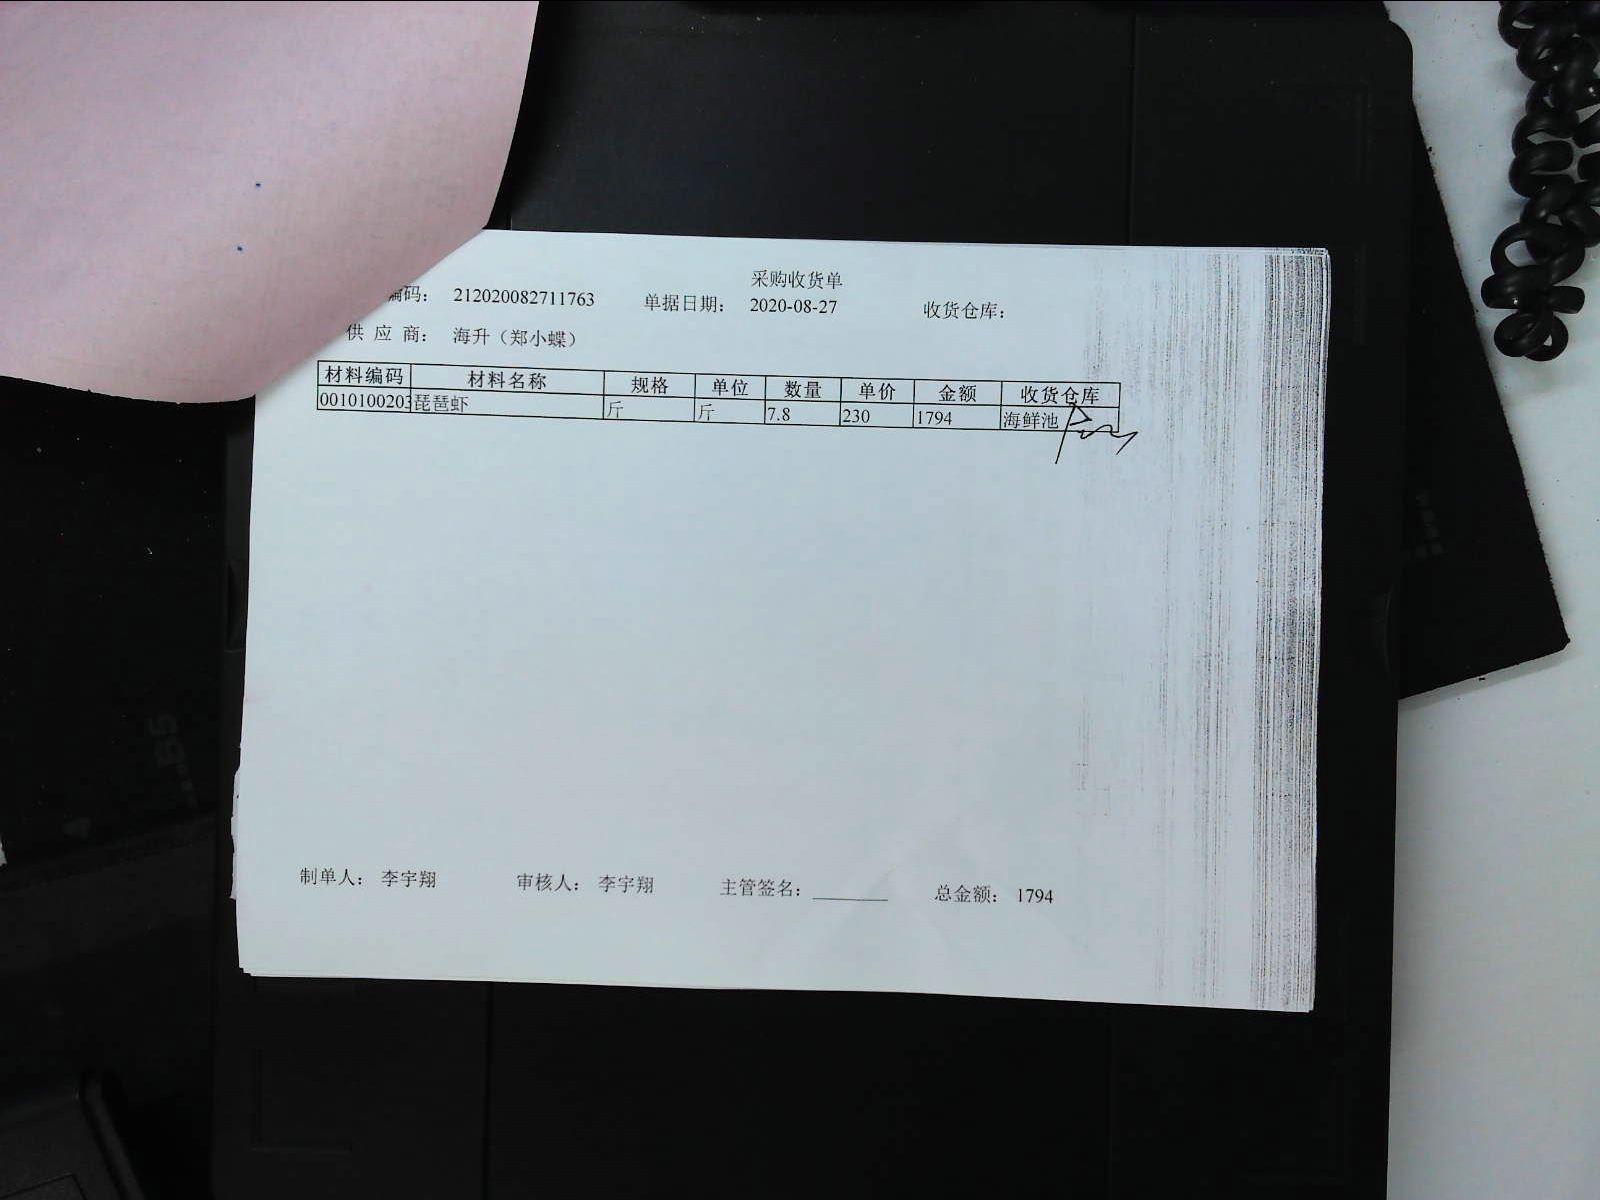 采购收货单
编码： 212020082711763 单据日期： 2020-08-27 收货仓库：
供 应 商： 海升（郑小蝶）
材料编码 材料名称 规格 单位 数量 单价 金额 收货仓库
0010100203 琵琶虾 斤 斤 7.8 230 1794 海鲜池
制单人： 李宇翔 审核人： 李宇翔 主管签名：________ 总金额： 1794